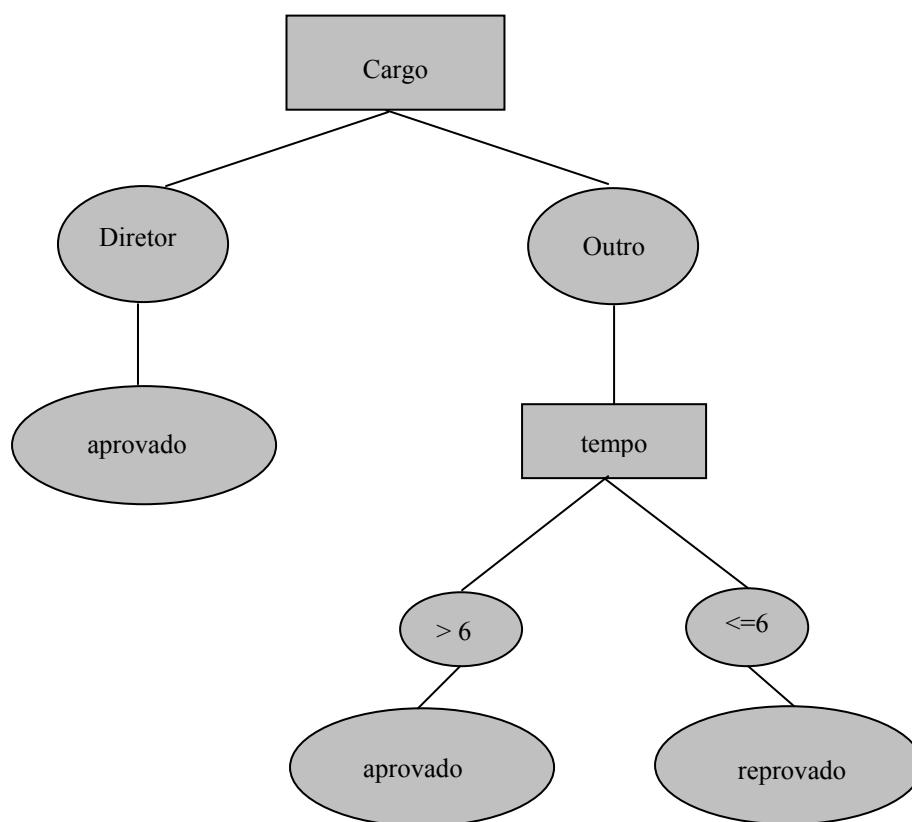 Cargo
Diretor
Outro
aprovado
tempo
> 6
<=6
aprovado
reprovado